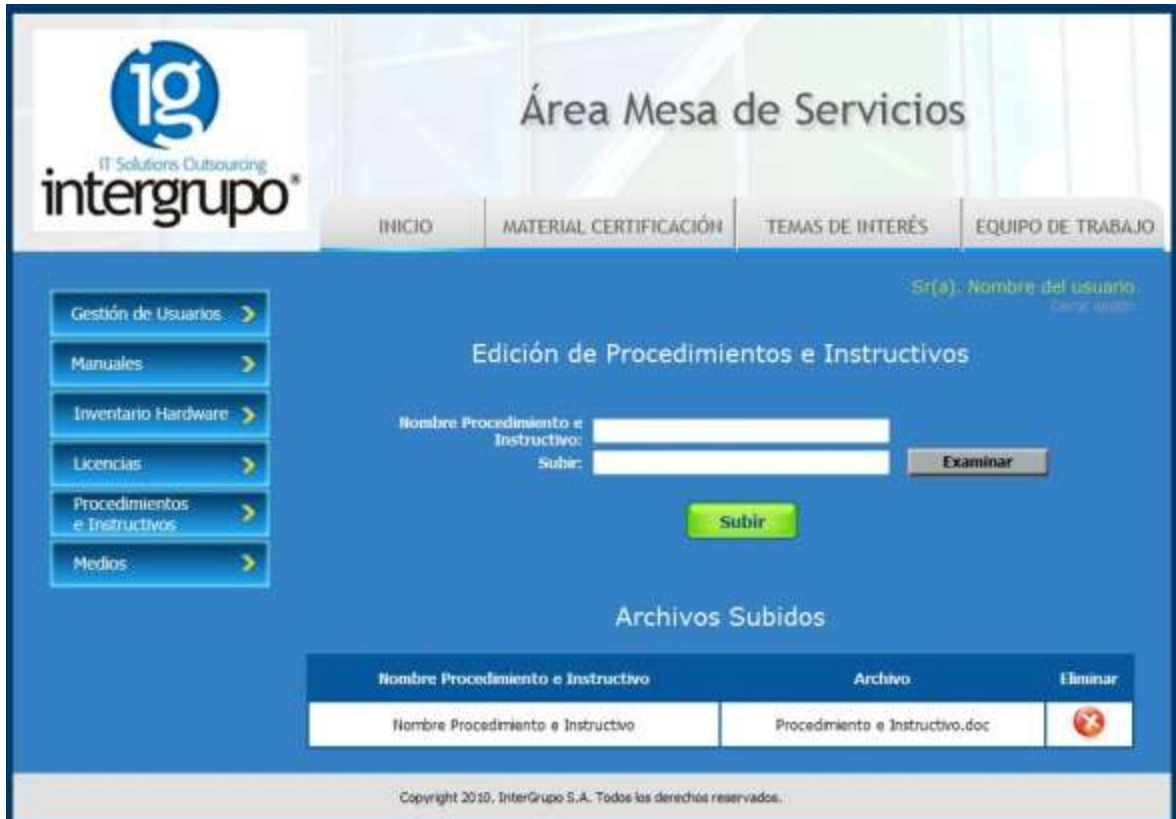 ig
IT Solutions Outsourcing
intergrupo®
Área Mesa de Servicios
INICIO
MATERIAL CERTIFICACIÓN
TEMAS DE INTERÉS
EQUIPO DE TRABAJO
Sr(a). Nombre del usuario
Cerrar sesión
Gestión de Usuarios
Manuales
Inventario Hardware
Licencias
Procedimientos
e Instructivos
Medios
Edición de Procedimientos e Instructivos
Nombre Procedimiento e
Instructivo:
Subir:
Examinar
Subir
Archivos Subidos
Nombre Procedimiento e Instructivo
Archivo
Eliminar
Nombre Procedimiento e Instructivo
Procedimiento e Instructivo.doc
Copyright 2010. InterGrupo S.A. Todos los derechos reservados.